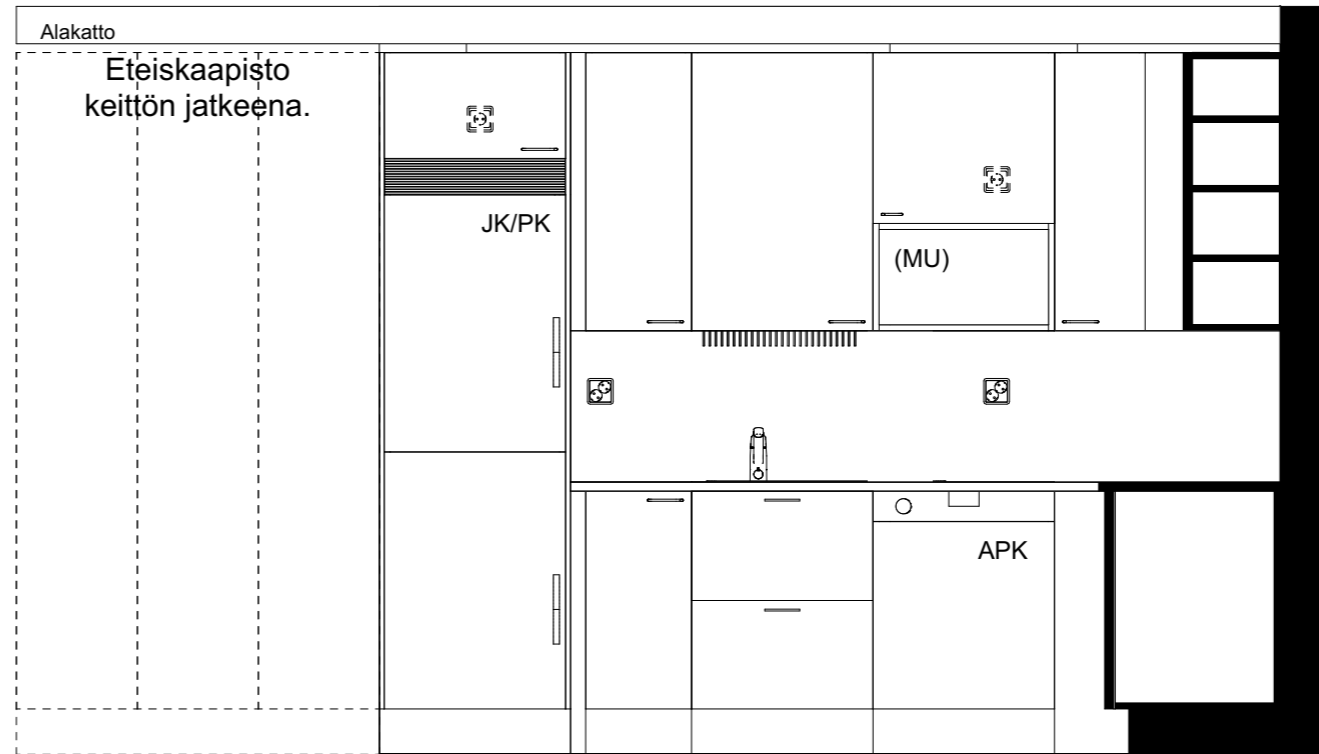 Alakatto
Eteiskaapisto
keittön jatkeena.
JK/PK
(MU)
APK